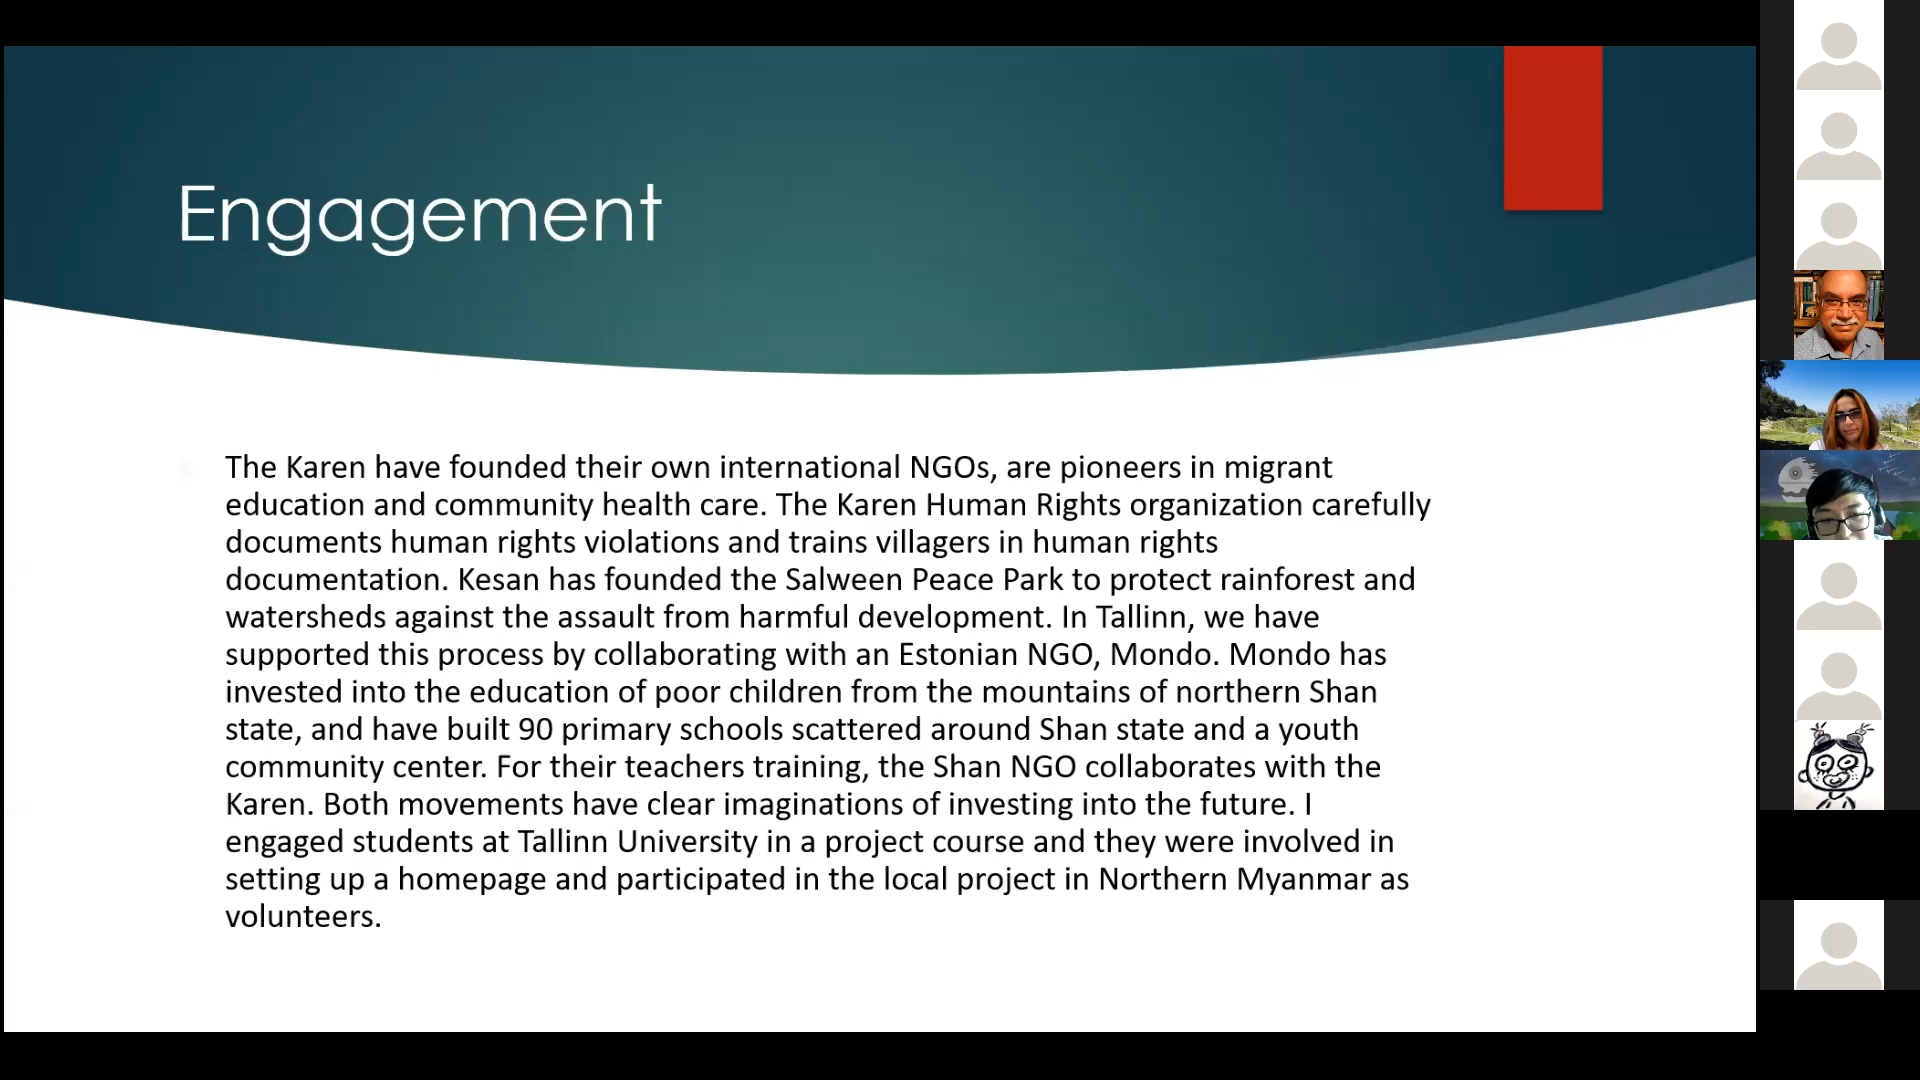 Engagement
The Karen have founded their own international NGOs, are pioneers in migrant
education and community health care. The Karen Human Rights organization carefully
documents human rights violations and trains villagers in human rights
documentation. Kesan has founded the Salween Peace Park to protect rainforest and
watersheds against the assault from harmful development. In Tallinn, we have
supported this process by collaborating with an Estonian NGO, Mondo. Mondo has
invested into the education of poor children from the mountains of northern Shan
state, and have built 90 primary schools scattered around Shan state and a youth
community center. For their teachers training, the Shan NGO collaborates with the
Karen. Both movements have clear imaginations of investing into the future. I
engaged students at Tallinn University in a project course and they were involved in
setting up a homepage and participated in the local project in Northern Myanmar as
volunteers.